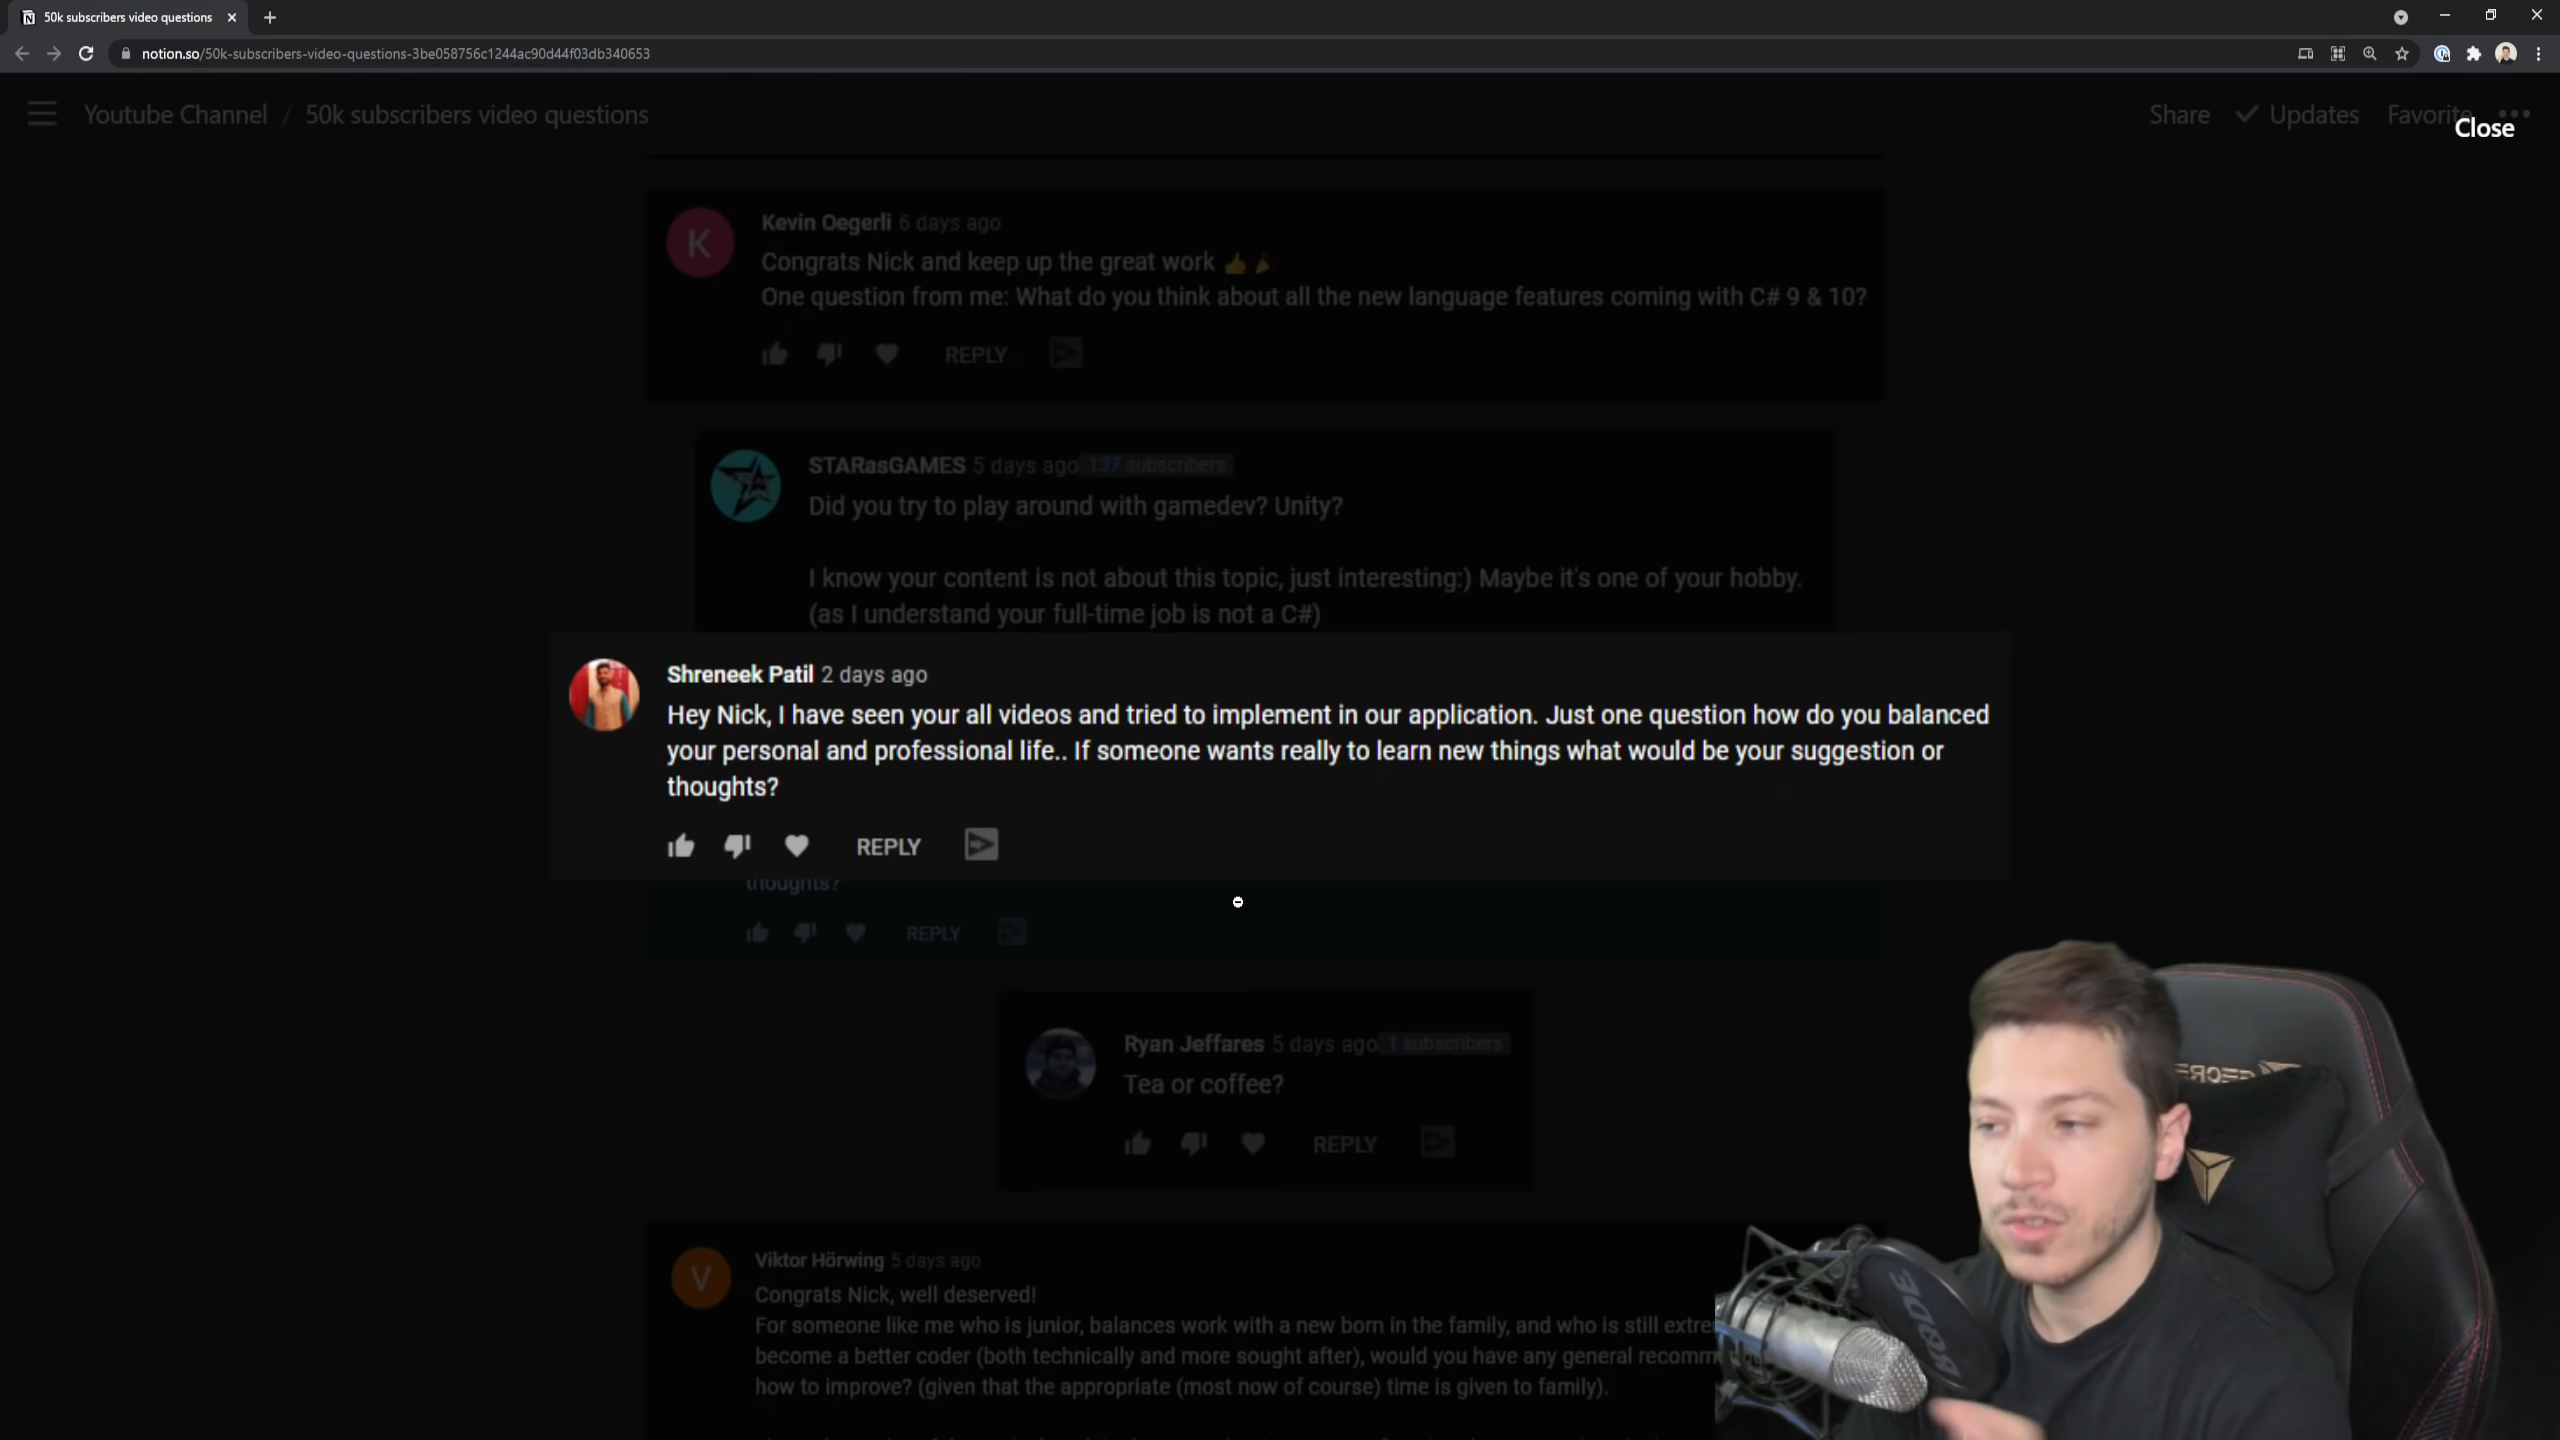 50k subscribers video questions
notion.so/50k-subscribers-video-questions-3be058756c1244ac90d44f03db340653
Youtube Channel / 50k subscribers video questions
Share Updates Favorite
Close
Kevin Oegerli 6 days ago
Congrats Nick and keep up the great work 👍 🎉
One question from me: What do you think about all the new language features coming with C# 9 & 10?
REPLY
STARasGAMES 5 days ago 137 subscribers
Did you try to play around with gamedev? Unity?
I know your content is not about this topic, just interesting:) Maybe it's one of your hobby.
(as I understand your full-time job is not a C#)
Shreneek Patil 2 days ago
Hey Nick, I have seen your all videos and tried to implement in our application. Just one question how do you balanced
your personal and professional life.. If someone wants really to learn new things what would be your suggestion or
thoughts?
REPLY
thoughts?
REPLY
Ryan Jeffares 5 days ago 1 subscribers
Tea or coffee?
REPLY
Viktor Hörwing 5 days ago
Congrats Nick, well deserved!
For someone like me who is junior, balances work with a new born in the family, and who is still extre
become a better coder (both technically and more sought after), would you have any general recomm
how to improve? (given that the appropriate (most now of course) time is given to family).
RODE